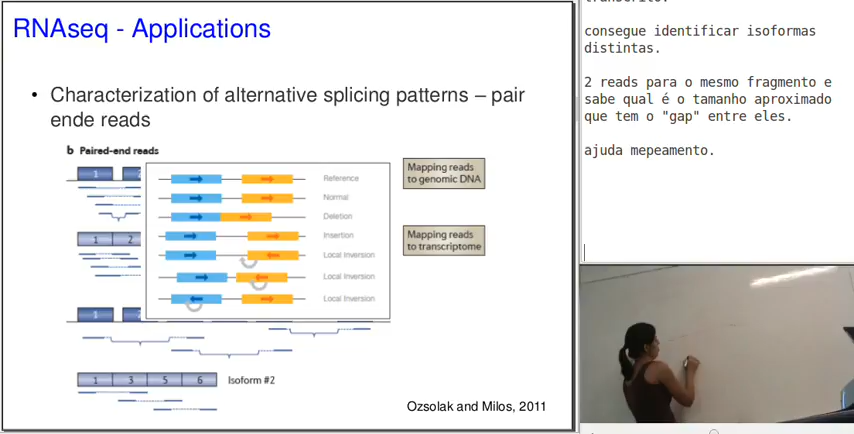 RNAseq - Applications
• Characterization of alternative splicing patterns – pair
ende reads
b Paired-end reads
1
Mapping reads
to genomic DNA
Reference
Normal
Deletion
Insertion
Local Inversion
Local Inversion
Local Inversion
1 2
Mapping reads
to transcriptome
1
1 3 5 6 Isoform #2
Ozsolak and Milos, 2011
consegue identificar isoformas
distintas.
2 reads para o mesmo fragmento e
sabe qual é o tamanho aproximado
que tem o "gap" entre eles.
ajuda mepeamento.